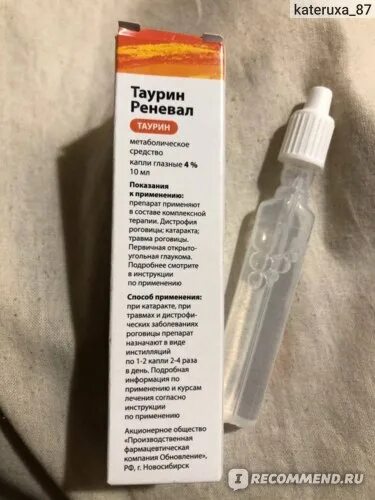 kateruxa_87
Таурин
Реневал
ТАУРИН
метаболическое
средство
капли глазные 4 %
10 мл
Показания
к применению:
препарат применяют
в составе комплексной
терапии. Дистрофия
роговицы; катаракта;
травма роговицы.
Первичная открыто-
угольная глаукома.
Подробнее смотрите
в инструкции
по применению
Способ применения:
при катаракте, при
травмах и дистрофи-
ческих заболеваниях
роговицы препарат
назначают в виде
инстилляций
по 1-2 капли 2-4 раза
в день. Подробная
информация по
применению и курсам
лечения согласно
инструкции
по применению
Акционерное общество
«Производственная
фармацевтическая
компания Обновление»,
РФ, г. Новосибирск
RECOMMEND.RU